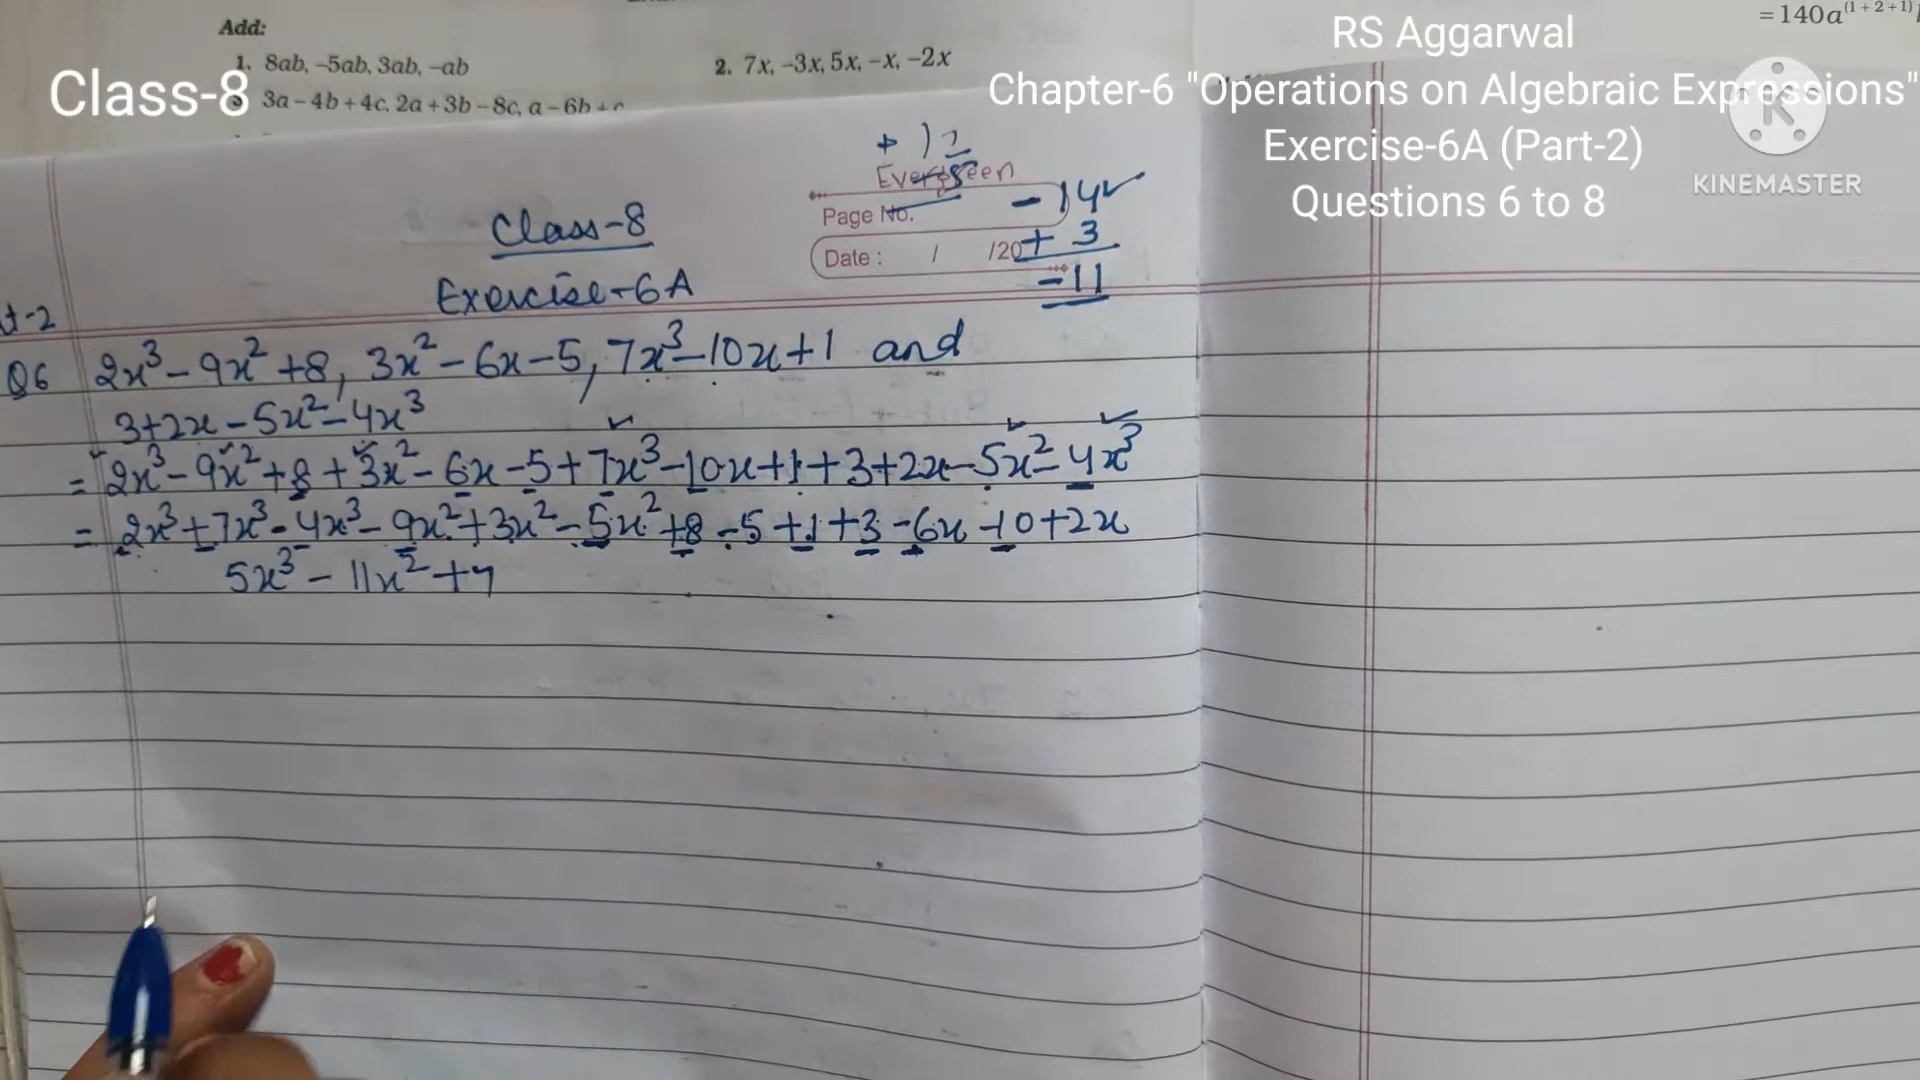 Add:
1. 8ab, –5ab, 3ab, –ab
2. 7x, –3x, 5x, –x, –2x
3a – 4b + 4c, 2a + 3b – 8c, a – 6b + c
= 140a^(1 + 2 + 1)
Class-8
RS Aggarwal
Chapter-6 "Operations on Algebraic Expressions"
Exercise-6A (Part-2)
Questions 6 to 8
KINEMASTER
+ 12
Evergreen
Page No.
Date : / /20
- 14
+ 3
- 11
Class-8
Exercise-6A
t-2
Q6 2x³ - 9x² + 8, 3x² - 6x - 5, 7x³ - 10x + 1 and
3+2x - 5x² - 4x³
= 2x³ - 9x² + 8 + 3x² - 6x - 5 + 7x³ - 10x + 1 + 3 + 2x - 5x² - 4x³
= 2x³ + 7x³ - 4x³ - 9x² + 3x² - 5x² + 8 - 5 + 1 + 3 - 6x - 10 + 2x
5x³ - 11x² + 7